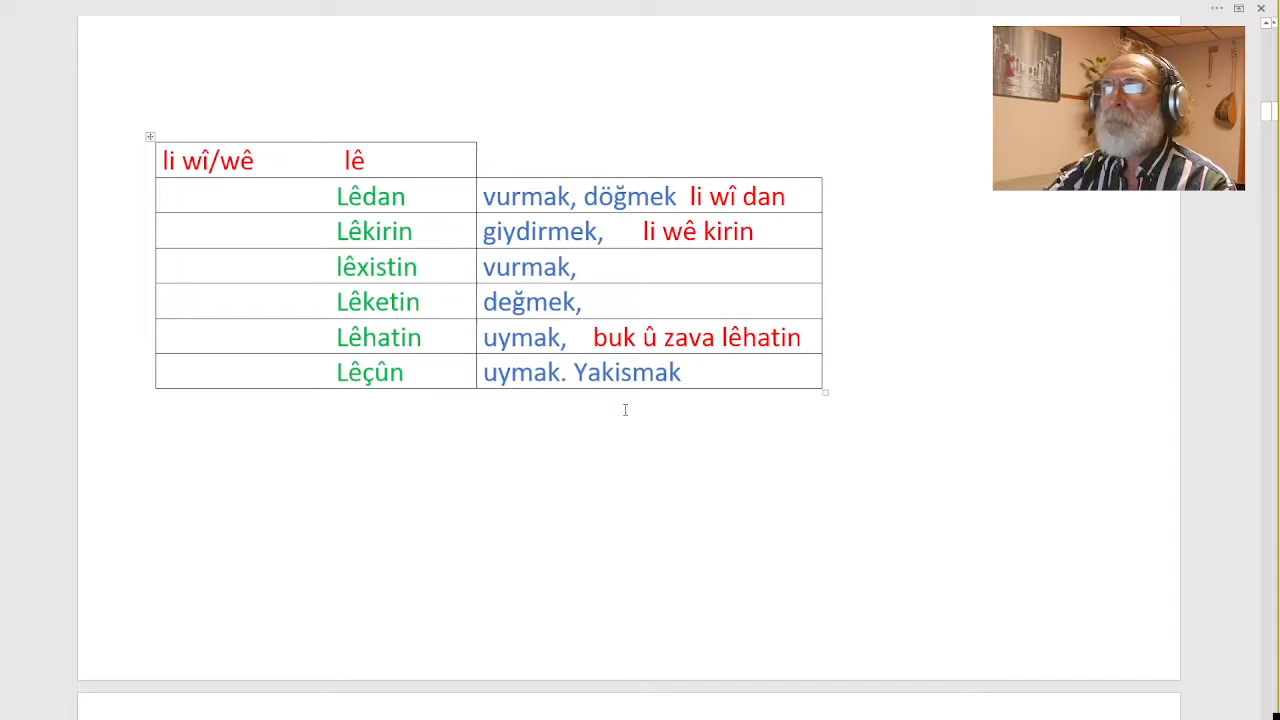 li wî/wê lê
Lêdan vurmak, döğmek li wî dan
Lêkirin giydirmek, li wê kirin
lêxistin vurmak,
Lêketin değmek,
Lêhatin uymak, buk û zava lêhatin
Lêçûn uymak. Yakismak